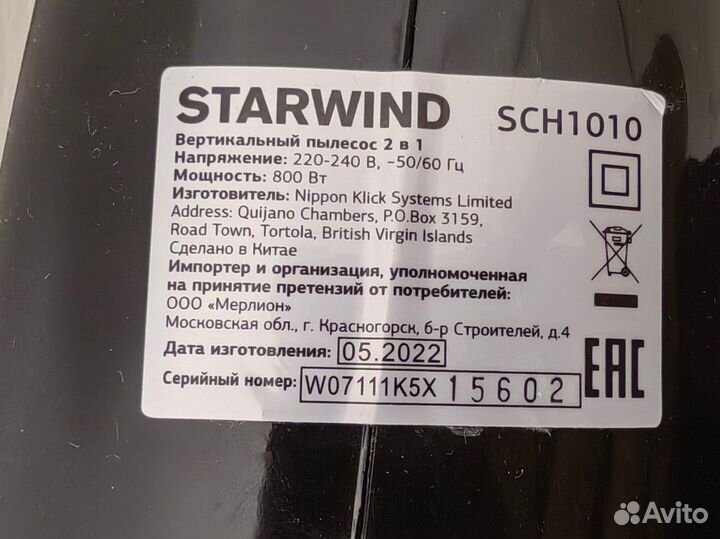 STARWIND SCH1010
Вертикальный пылесос 2 в 1
Напряжение: 220-240 В, ~50/60 Гц
Мощность: 800 Вт
Изготовитель: Nippon Klick Systems Limited
Address: Quijano Chambers, P.O.Box 3159,
Road Town, Tortola, British Virgin Islands
Сделано в Китае
Импортер и организация, уполномоченная
на принятие претензий от потребителей:
ООО «Мерлион»
Московская обл., г. Красногорск, б-р Строителей, д.4
Дата изготовления: 05.2022
Серийный номер: W07111K5X 15602
EAC
Avito